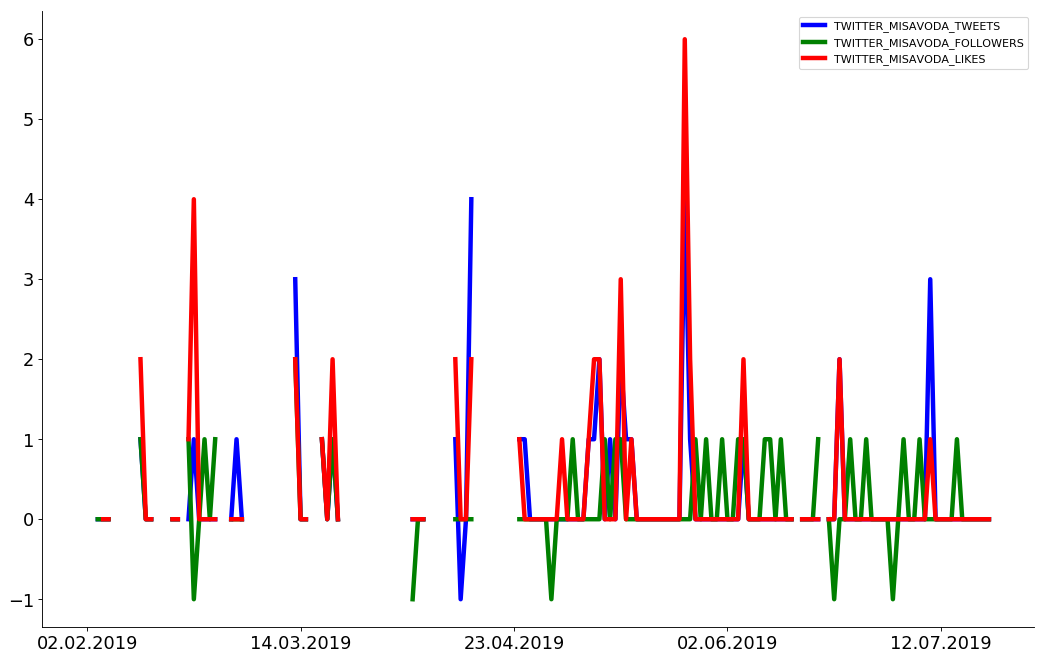 TWITTER_MISAVODA_TWEETS
TWITTER_MISAVODA_FOLLOWERS
TWITTER_MISAVODA_LIKES
6
5
4
3
2
1
0
−1
02.02.2019 14.03.2019 23.04.2019 02.06.2019 12.07.2019